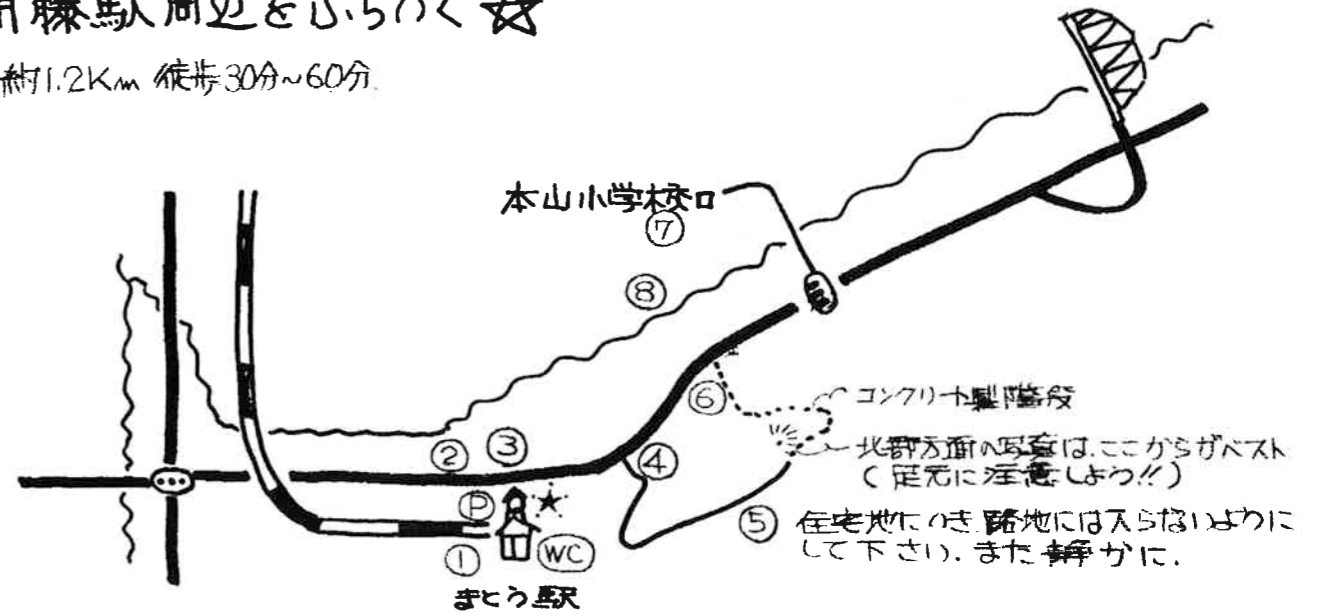 間藤駅周辺をぶらつく☆
約1.2Km 徒歩30分~60分
本山小学校口
⑦
⑧
⑥
コンクリート製階段
北部方面の写真は、ここからがベスト
(足元に注意しよう!!)
② ③ ④
P ★
① WC
⑤ 住宅地につき路地には入らないように
して下さい. また静かに.
まとう駅